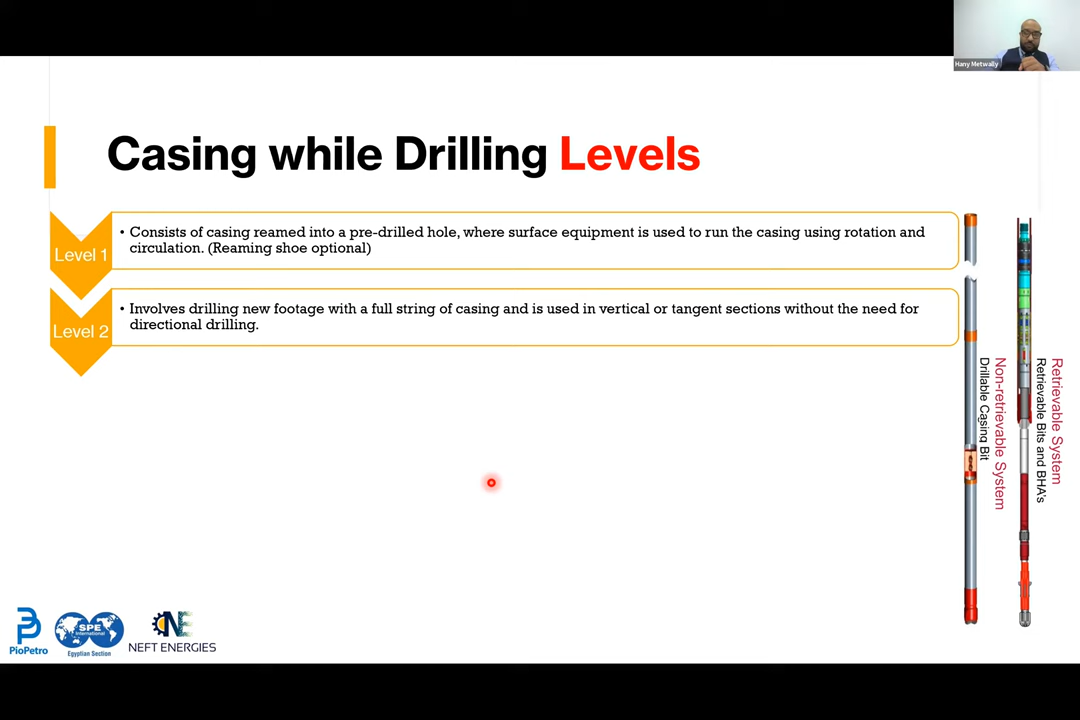 Hany Metwally
Casing while Drilling Levels
Level 1
• Consists of casing reamed into a pre-drilled hole, where surface equipment is used to run the casing using rotation and
circulation. (Reaming shoe optional)
Level 2
• Involves drilling new footage with a full string of casing and is used in vertical or tangent sections without the need for
directional drilling.
Non-retrievable System
Drillable Casing Bit
Retrievable System
Retrievable Bits and BHA's
PioPetro
SPE
International
Egyptian Section
NE
NEFT ENERGIES